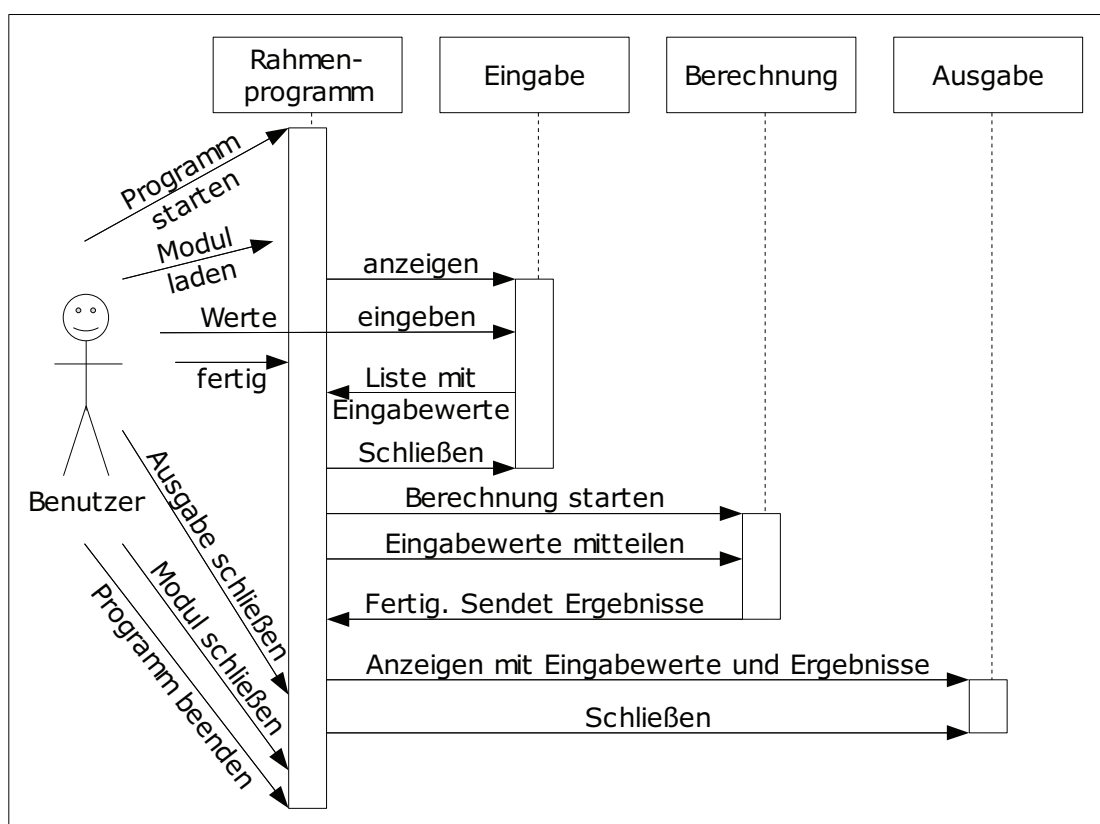 Rahmen-
programm
Eingabe
Berechnung
Ausgabe
Programm
starten
Modul
laden
anzeigen
Werte eingeben
fertig
Liste mit
Eingabewerte
Schließen
Benutzer
Berechnung starten
Eingabewerte mitteilen
Fertig. Sendet Ergebnisse
Ausgabe schließen
Modul schließen
Programm beenden
Anzeigen mit Eingabewerte und Ergebnisse
Schließen